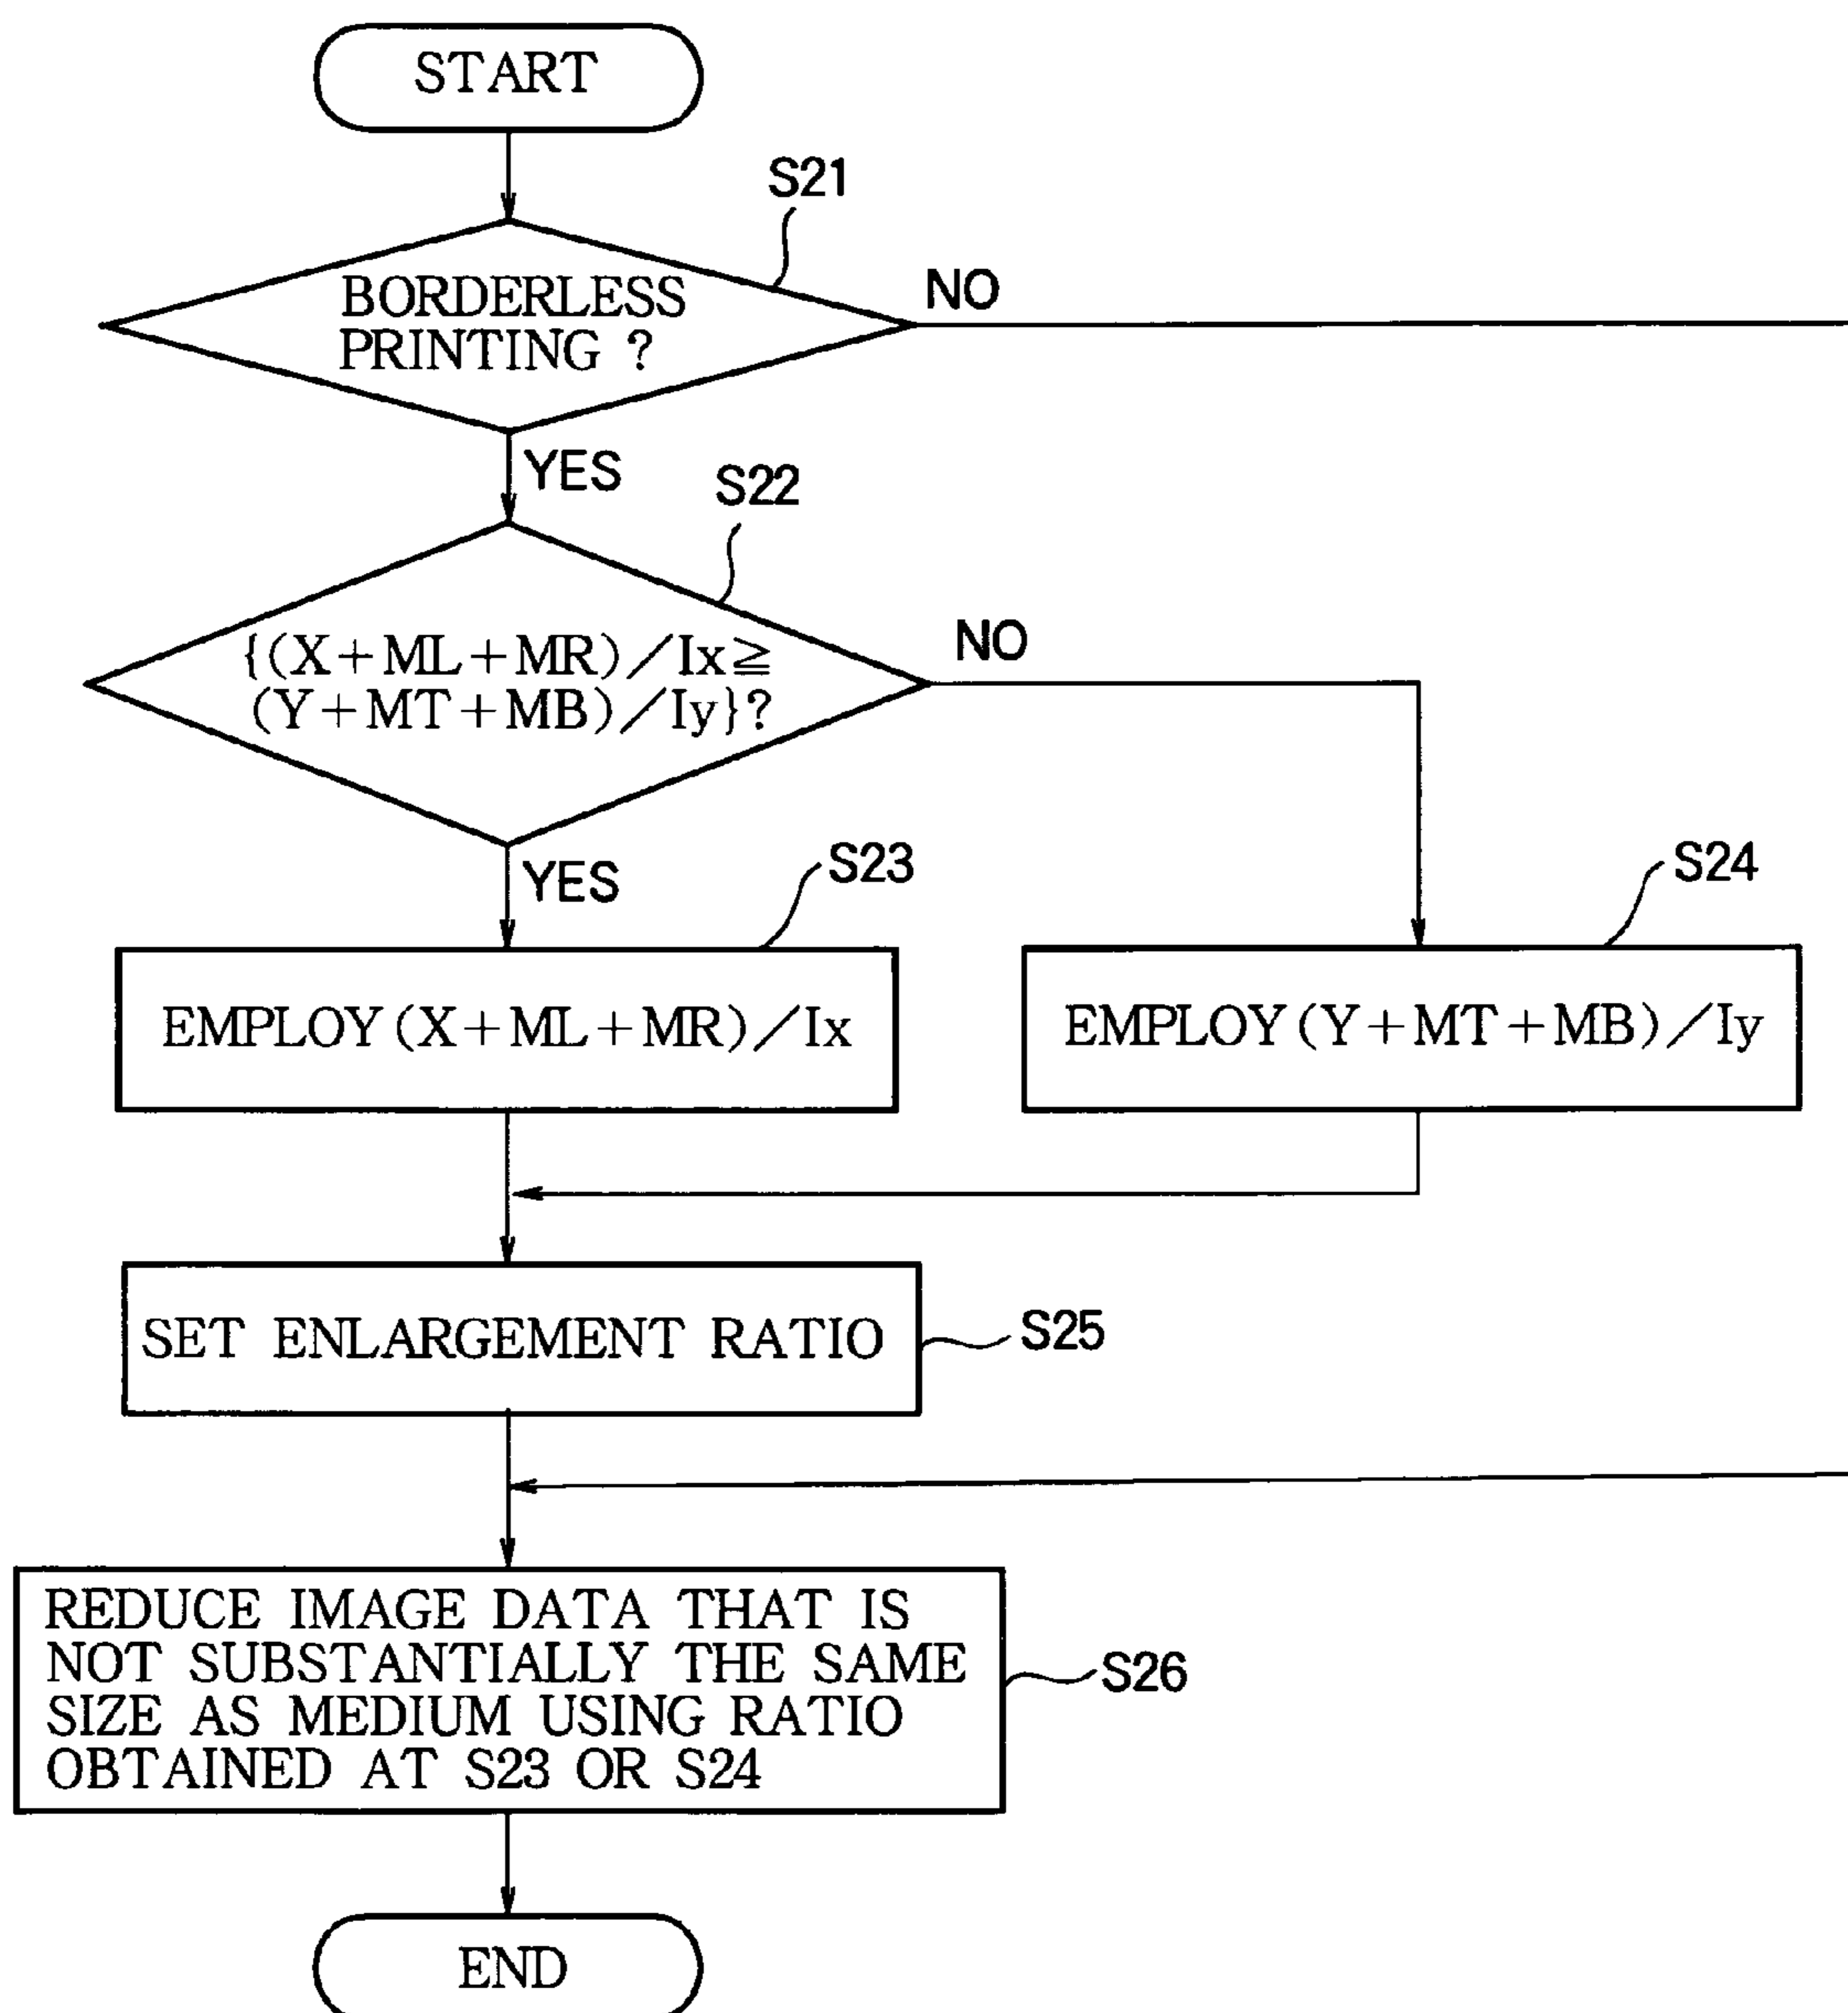 START
S21
BORDERLESS
PRINTING ?
NO
YES
S22
{(X+ML+MR)/Ix≧
(Y+MT+MB)/Iy}?
NO
YES
S23
S24
EMPLOY(X+ML+MR)/Ix
EMPLOY(Y+MT+MB)/Iy
SET ENLARGEMENT RATIO
S25
REDUCE IMAGE DATA THAT IS
NOT SUBSTANTIALLY THE SAME
SIZE AS MEDIUM USING RATIO
OBTAINED AT S23 OR S24
S26
END